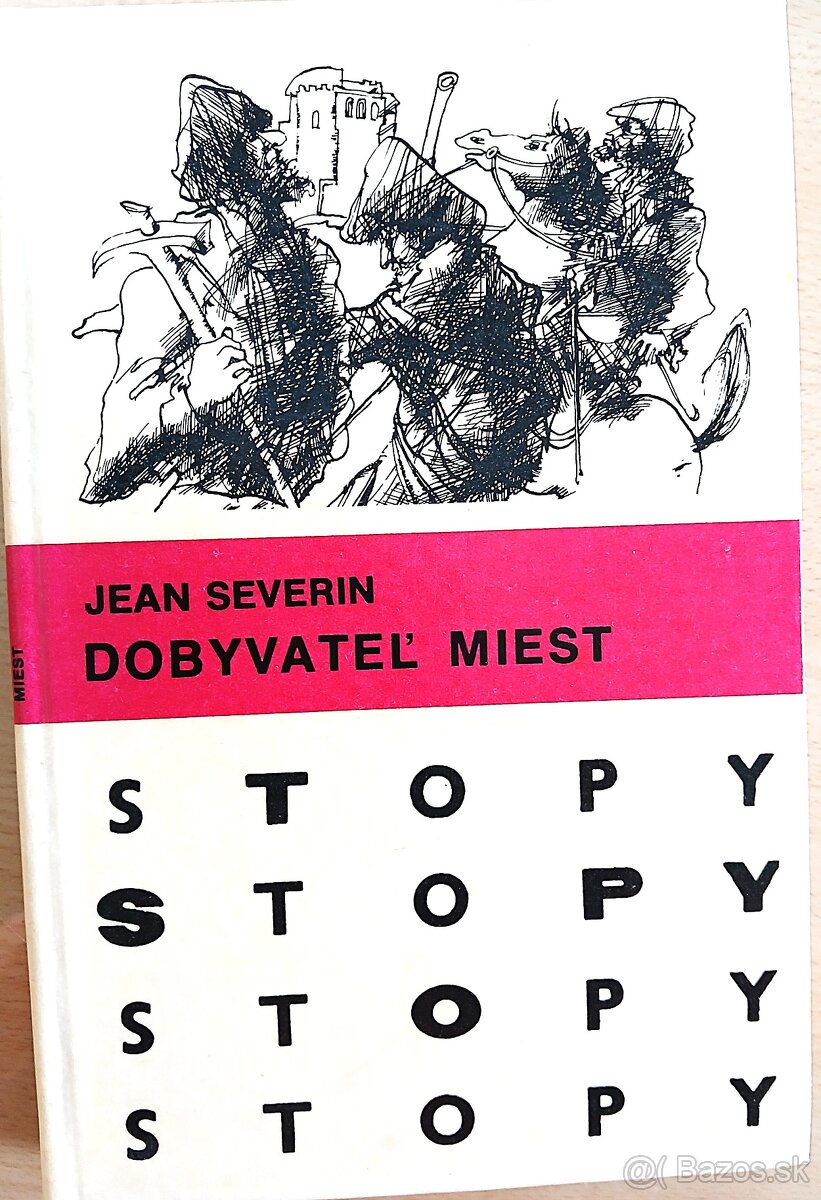 JEAN SEVERIN
DOBYVATEĽ MIEST
MIEST
S T O P Y
S T O P Y
S T O P Y
S T O P Y
@( Bazos.sk